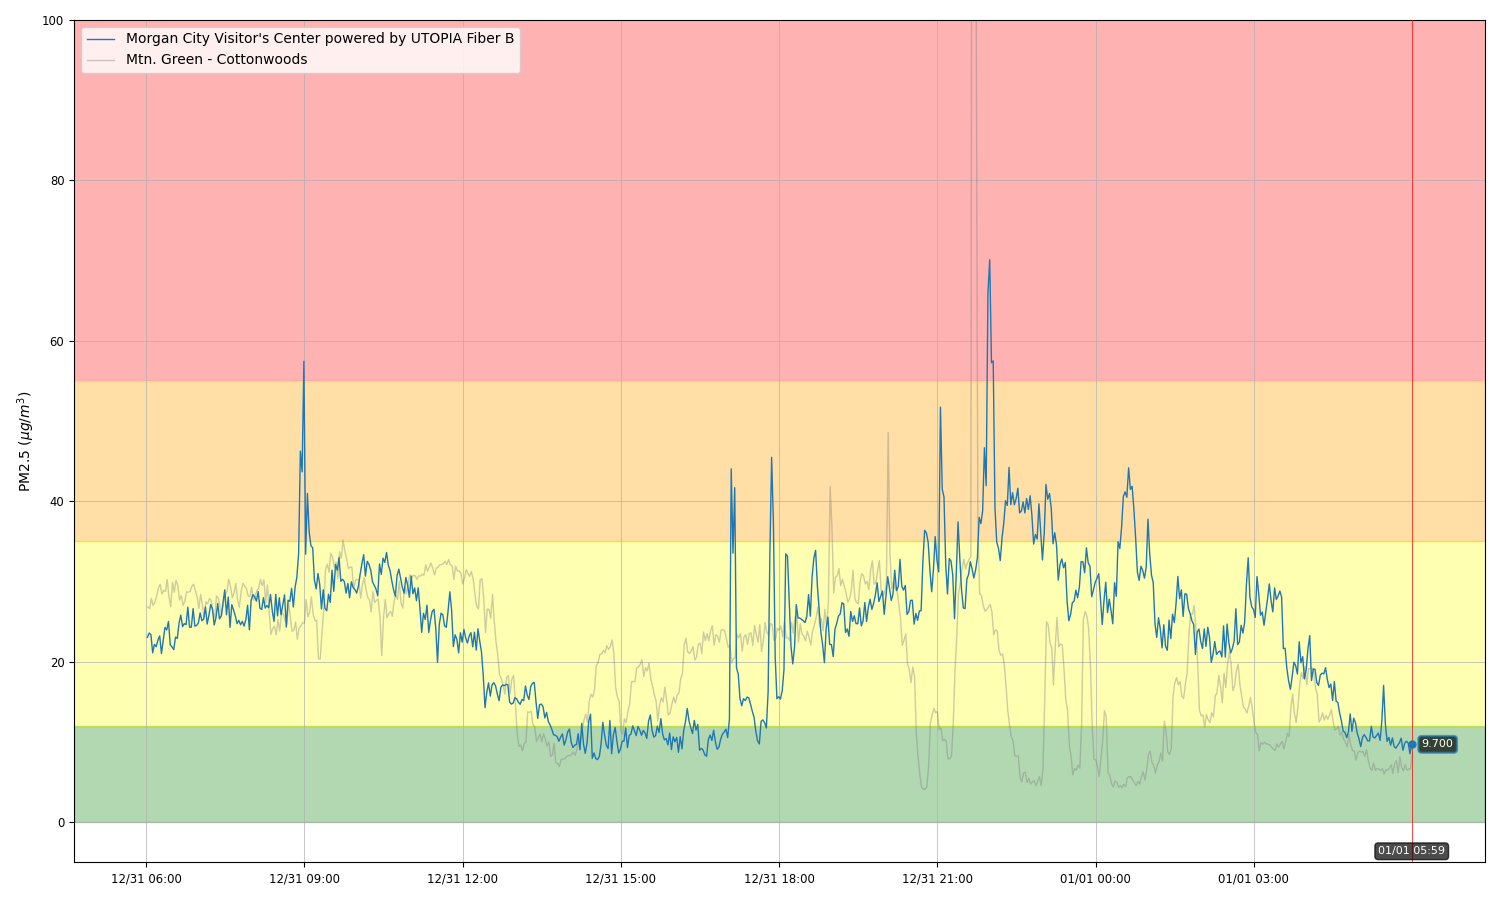 100
Morgan City Visitor's Center powered by UTOPIA Fiber B
Mtn. Green - Cottonwoods
80
60
PM2.5 (μg/m³)
40
20
9.700
0
01/01 05:59
12/31 06:00 12/31 09:00 12/31 12:00 12/31 15:00 12/31 18:00 12/31 21:00 01/01 00:00 01/01 03:00